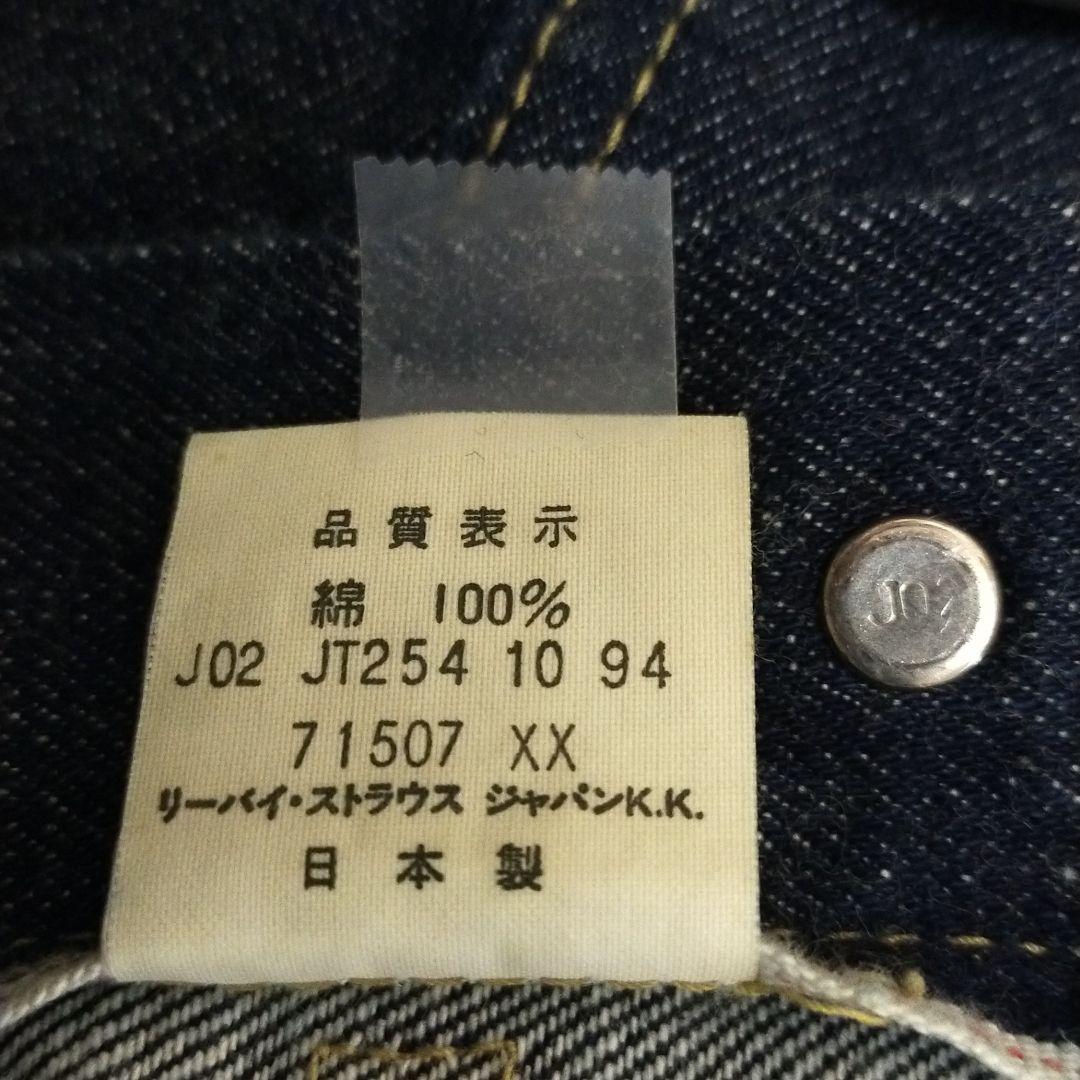 品質表示
綿 100%
J02 JT254 10 94
71507 XX
リーバイ・ストラウス ジャパンK.K.
日本製
J02